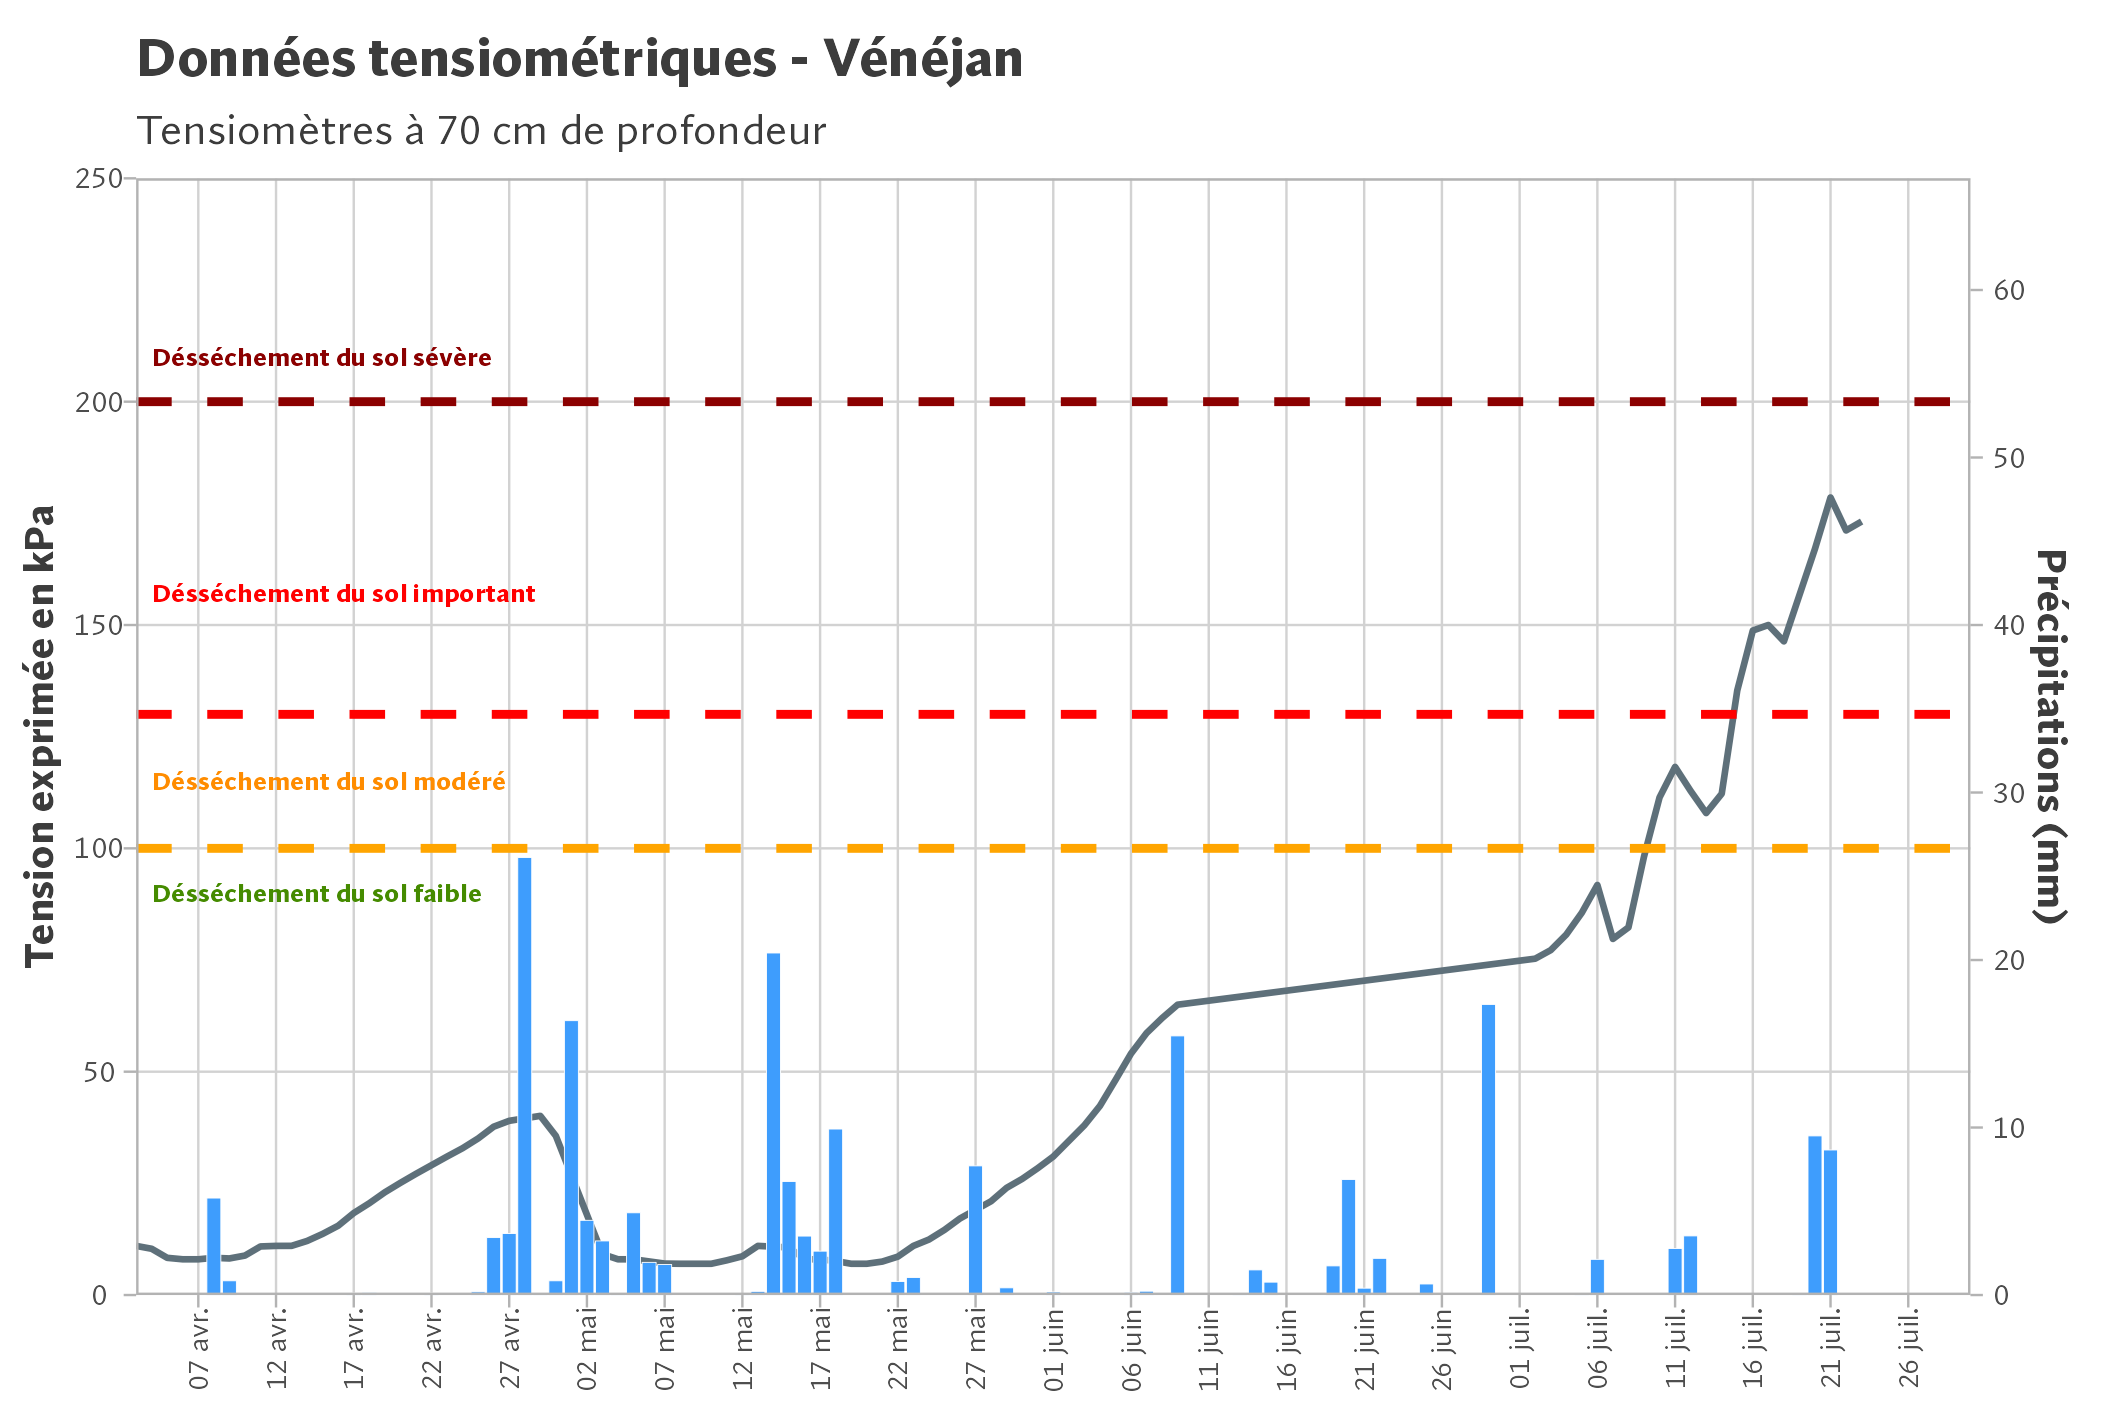 Données tensiométriques - Vénéjan
Tensiomètres à 70 cm de profondeur
Tension exprimée en kPa
250
200
150
100
50
0
Désséchement du sol sévère
Désséchement du sol important
Désséchement du sol modéré
Désséchement du sol faible
60
50
40
30
20
10
0
Précipitations (mm)
07 avr.
12 avr.
17 avr.
22 avr.
27 avr.
02 mai
07 mai
12 mai
17 mai
22 mai
27 mai
01 juin
06 juin
11 juin
16 juin
21 juin
26 juin
01 juil.
06 juil.
11 juil.
16 juil.
21 juil.
26 juil.